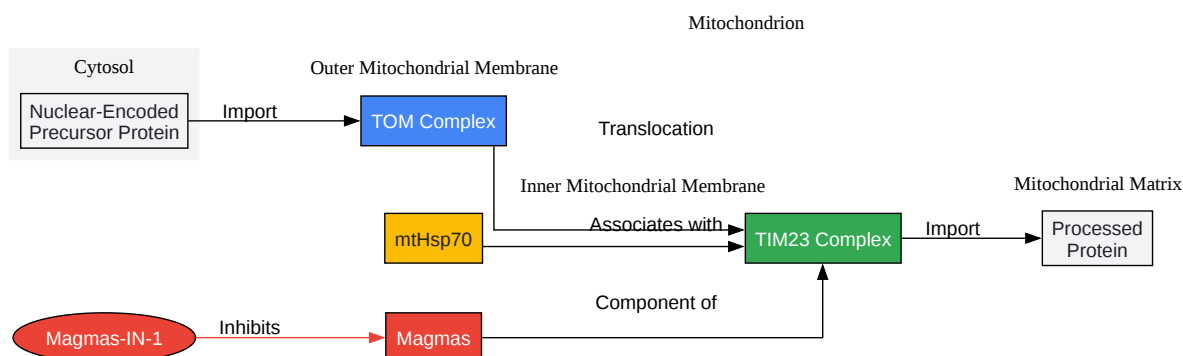 Mitochondrion
Cytosol
Outer Mitochondrial Membrane
Nuclear-Encoded
Precursor Protein
Import
TOM Complex
Translocation
Inner Mitochondrial Membrane
Mitochondrial Matrix
mtHsp70
Associates with
TIM23 Complex
Import
Processed
Protein
Component of
Magmas-IN-1
Inhibits
Magmas